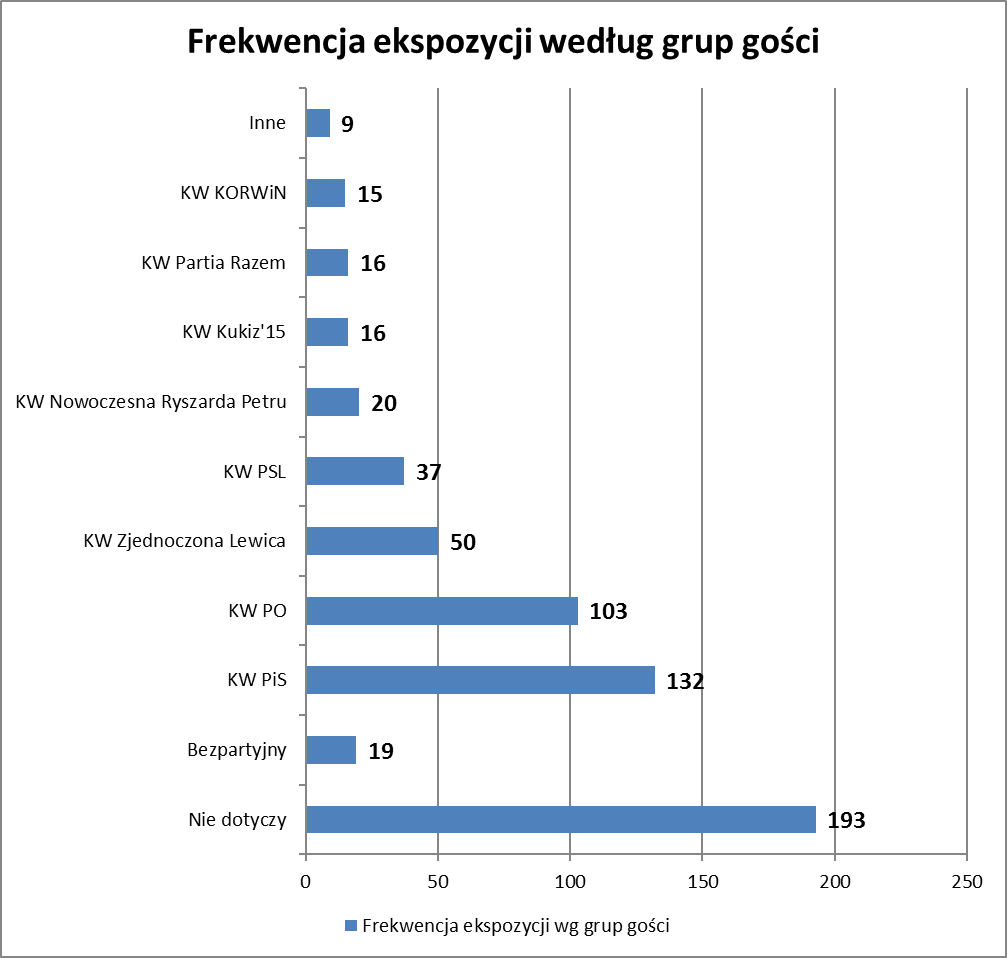 Frekwencja ekspozycji według grup gości
Inne 9
KW KORWiN 15
KW Partia Razem 16
KW Kukiz'15 16
KW Nowoczesna Ryszarda Petru 20
KW PSL 37
KW Zjednoczona Lewica 50
KW PO 103
KW PiS 132
Bezpartyjny 19
Nie dotyczy 193
0 50 100 150 200 250
Frekwencja ekspozycji wg grup gości